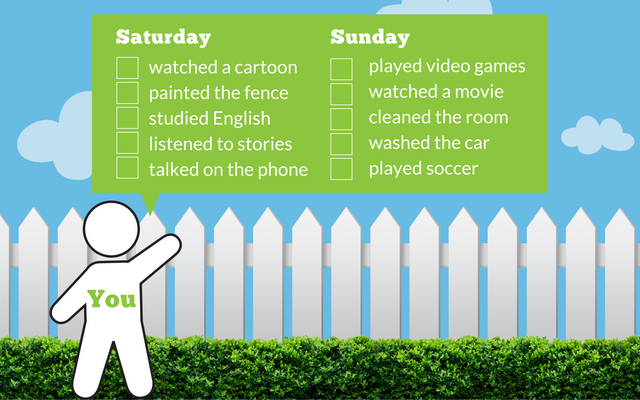 Saturday
watched a cartoon
painted the fence
studied English
listened to stories
talked on the phone
Sunday
played video games
watched a movie
cleaned the room
washed the car
played soccer
You